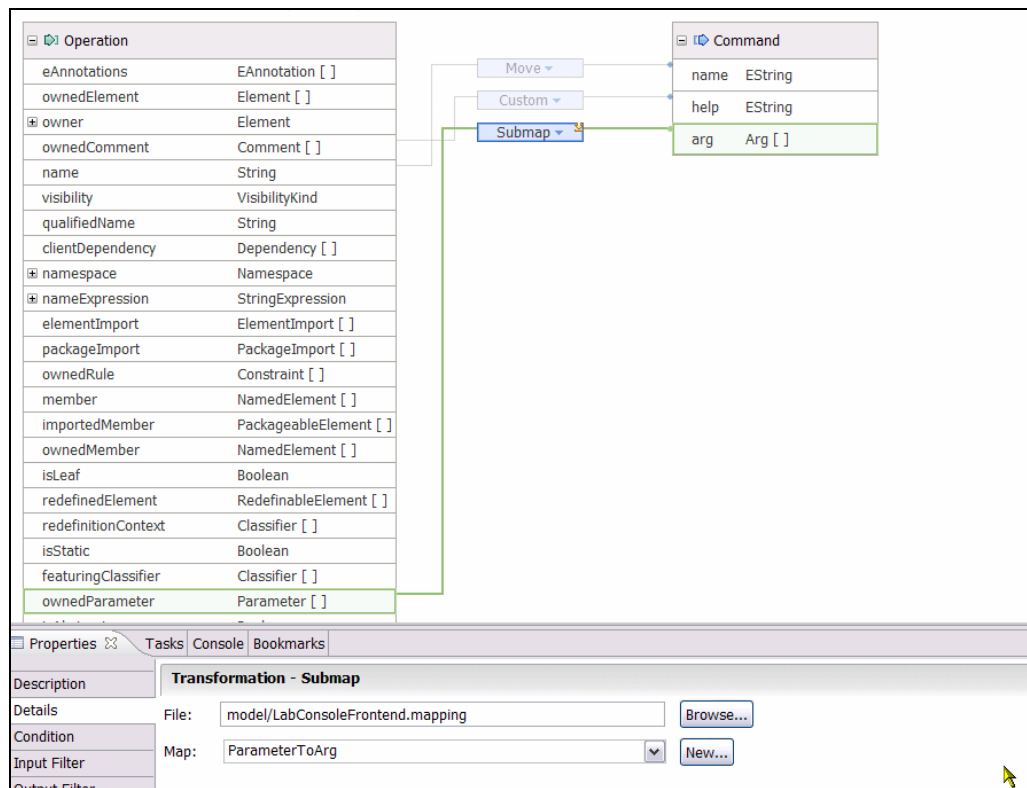 Operation
eAnnotations EAnnotation [ ]
ownedElement Element [ ]
owner Element
ownedComment Comment [ ]
name String
visibility VisibilityKind
qualifiedName String
clientDependency Dependency [ ]
namespace Namespace
nameExpression StringExpression
elementImport ElementImport [ ]
packageImport PackageImport [ ]
ownedRule Constraint [ ]
member NamedElement [ ]
importedMember PackageableElement [ ]
ownedMember NamedElement [ ]
isLeaf Boolean
redefinedElement RedefinableElement [ ]
redefinitionContext Classifier [ ]
isStatic Boolean
featuringClassifier Classifier [ ]
ownedParameter Parameter [ ]
Move
Custom
Submap
Command
name EString
help EString
arg Arg [ ]
Properties Tasks Console Bookmarks
Description
Details
Condition
Input Filter
Output Filter
Transformation - Submap
File: model/LabConsoleFrontend.mapping Browse...
Map: ParameterToArg New...